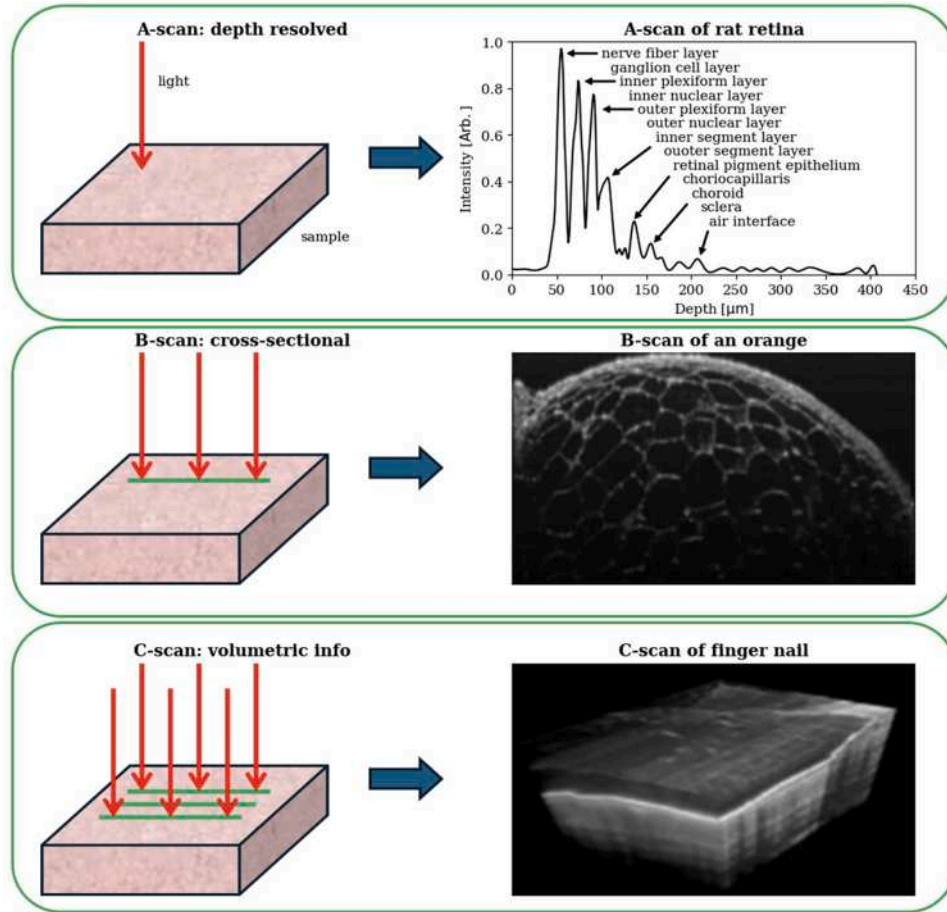 A-scan: depth resolved
light
sample
A-scan of rat retina
1.0
0.8
0.6
0.4
0.2
0.0
Intensity [Arb.]
nerve fiber layer
ganglion cell layer
inner plexiform layer
inner nuclear layer
outer plexiform layer
outer nuclear layer
inner segment layer
ouoter segment layer
retinal pigment epithelium
choriocapillaris
choroid
sclera
air interface
0 50 100 150 200 250 300 350 400 450
Depth [μm]
B-scan: cross-sectional
B-scan of an orange
C-scan: volumetric info
C-scan of finger nail